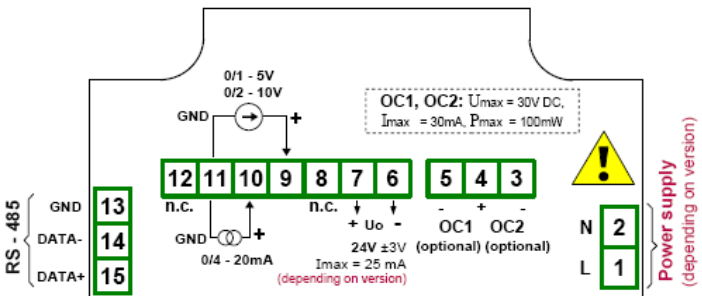 0/1 - 5V
0/2 - 10V
GND
+
OC1, OC2: Umax = 30V DC,
Imax = 30mA, Pmax = 100mW
!
12 11 10 9 8 7 6
5 4 3
n.c.
n.c.
+ Uo -
- + -
OC1 OC2
(optional) (optional)
GND +
0/4 - 20mA
24V ±3V
Imax = 25 mA
(depending on version)
RS - 485
GND 13
DATA- 14
DATA+ 15
N 2
L 1
Power supply
(depending on version)